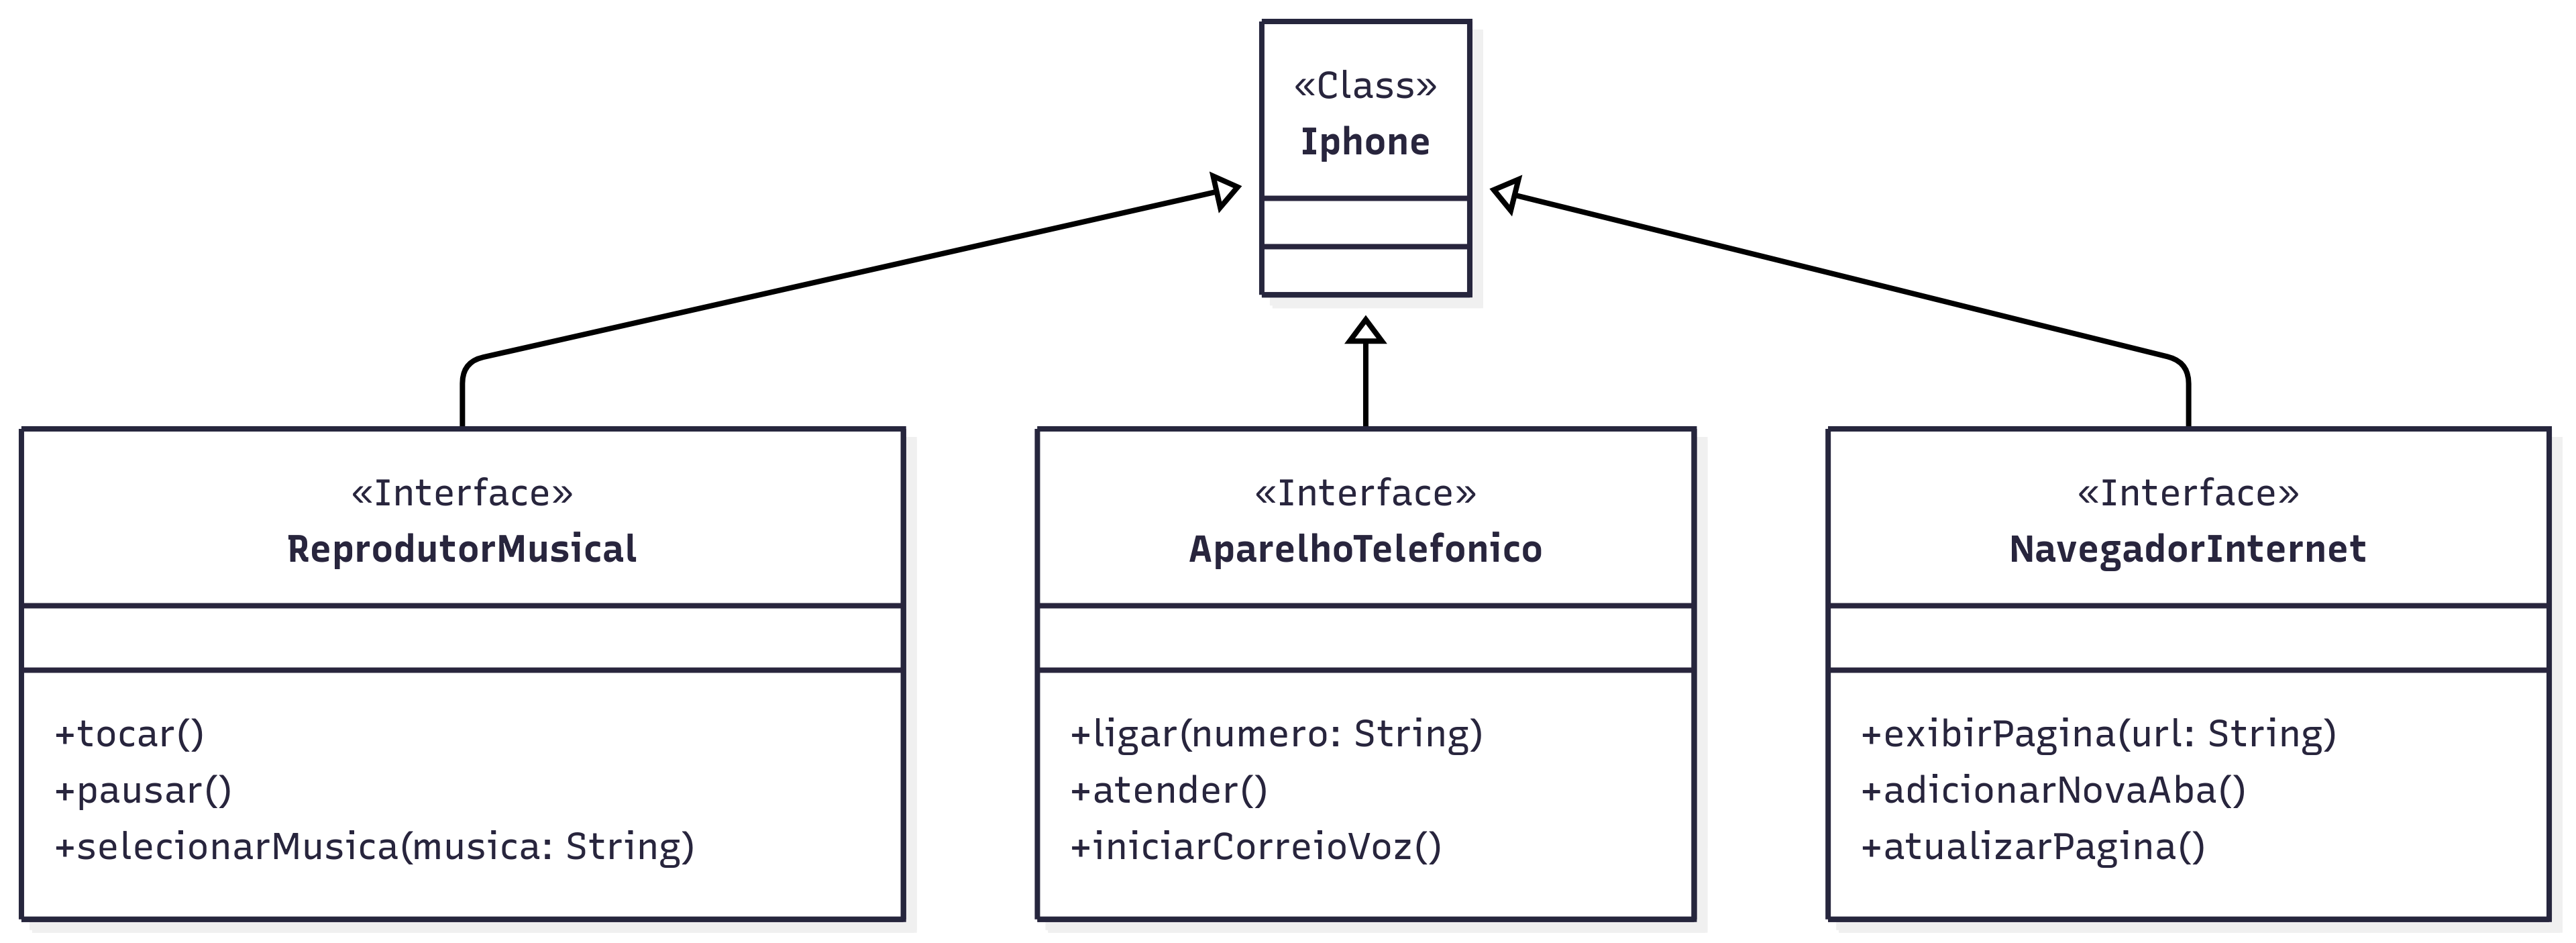 «Class»
Iphone
«Interface»
ReprodutorMusical
+tocar()
+pausar()
+selecionarMusica(musica: String)
«Interface»
AparelhoTelefonico
+ligar(numero: String)
+atender()
+iniciarCorreioVoz()
«Interface»
NavegadorInternet
+exibirPagina(url: String)
+adicionarNovaAba()
+atualizarPagina()